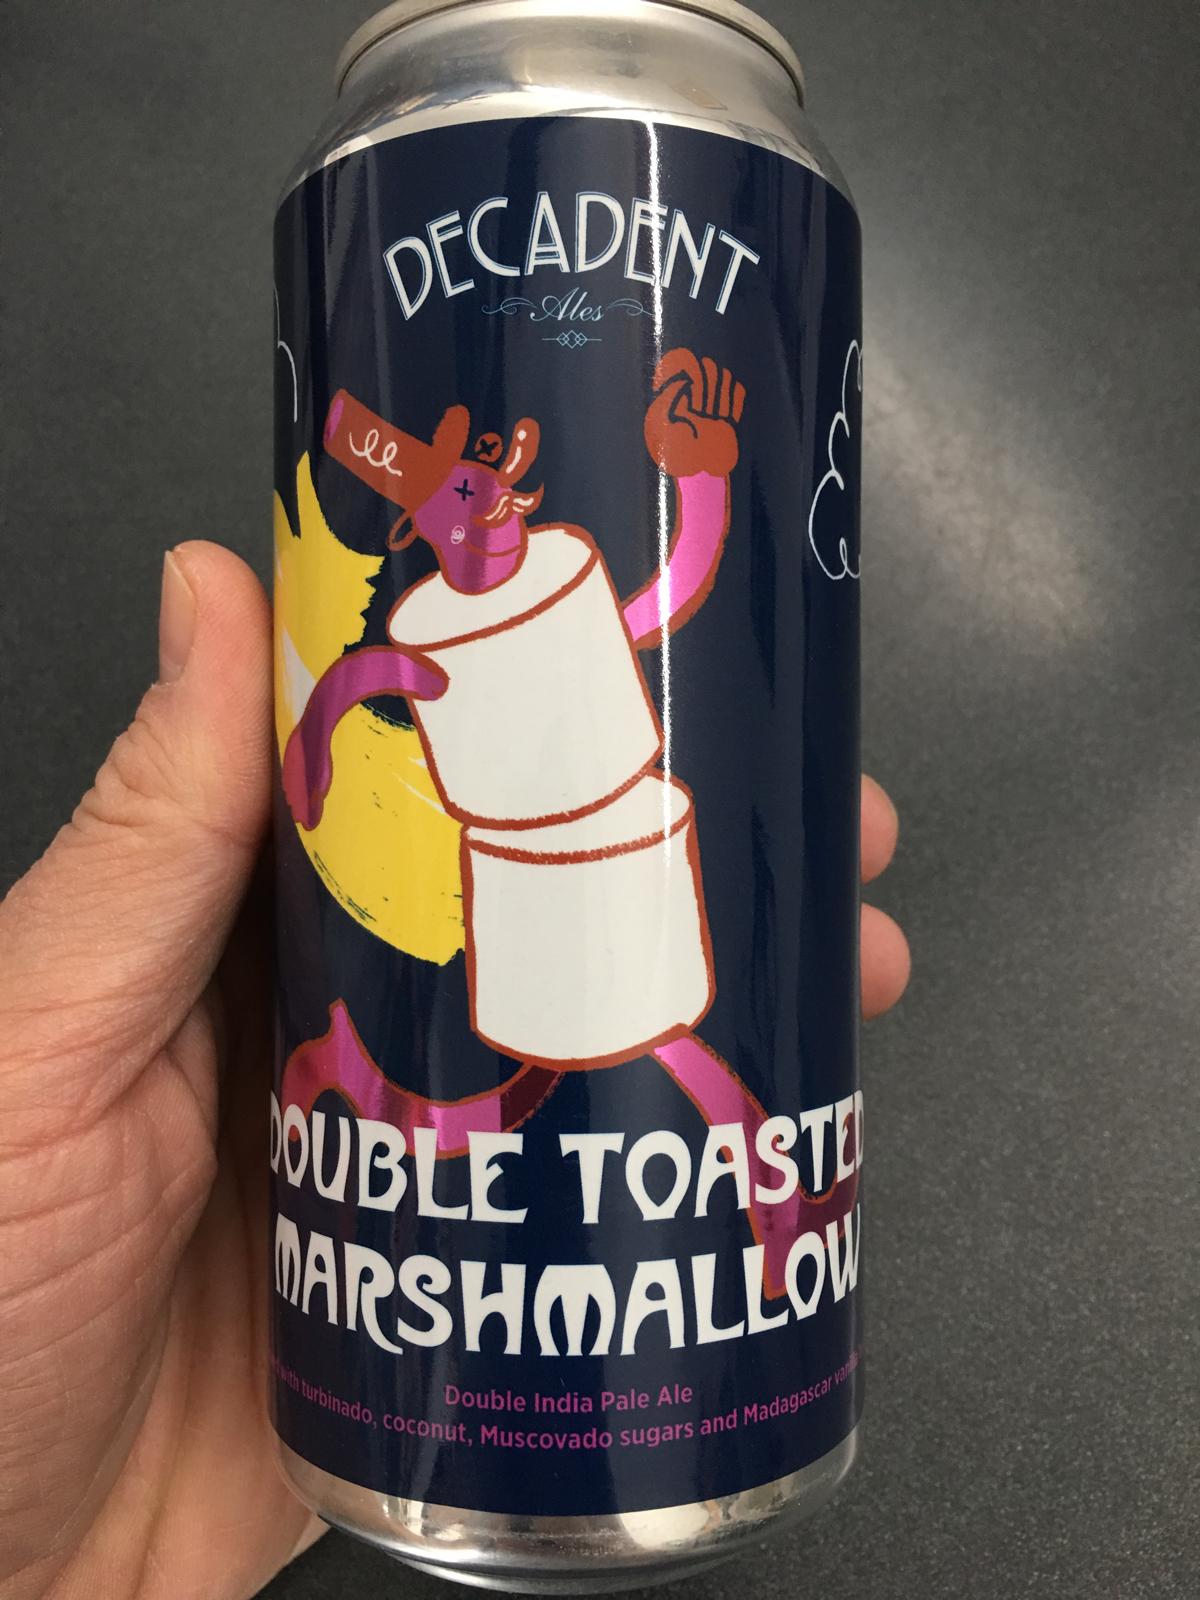 DECADENT
Ales
DOUBLE TOASTED
MARSHMALLOW
Double India Pale Ale
with turbinado, coconut, Muscovado sugars and Madagascar